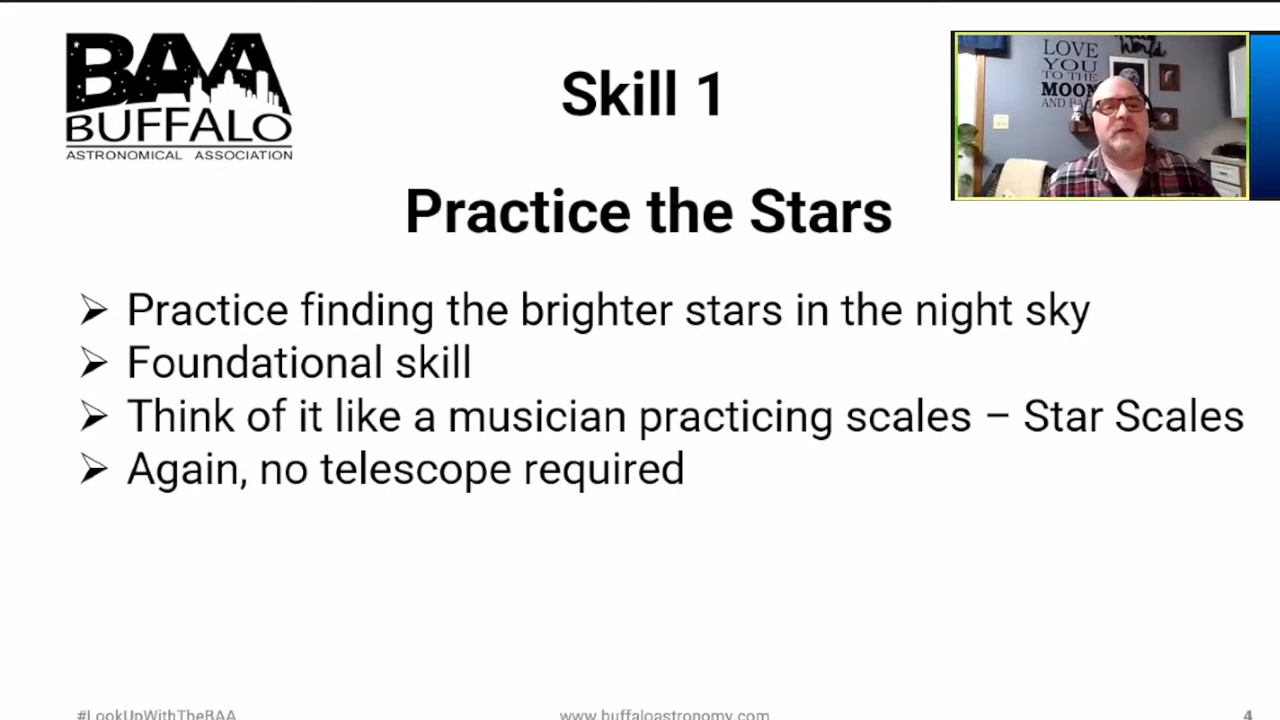 BAA
BUFFALO
ASTRONOMICAL ASSOCIATION
Skill 1
LOVE
YOU
TO THE
MOON
AND
World
Practice the Stars
➢ Practice finding the brighter stars in the night sky
➢ Foundational skill
➢ Think of it like a musician practicing scales – Star Scales
➢ Again, no telescope required
#LookUpWithTheBAA
www.buffaloastronomy.com
4